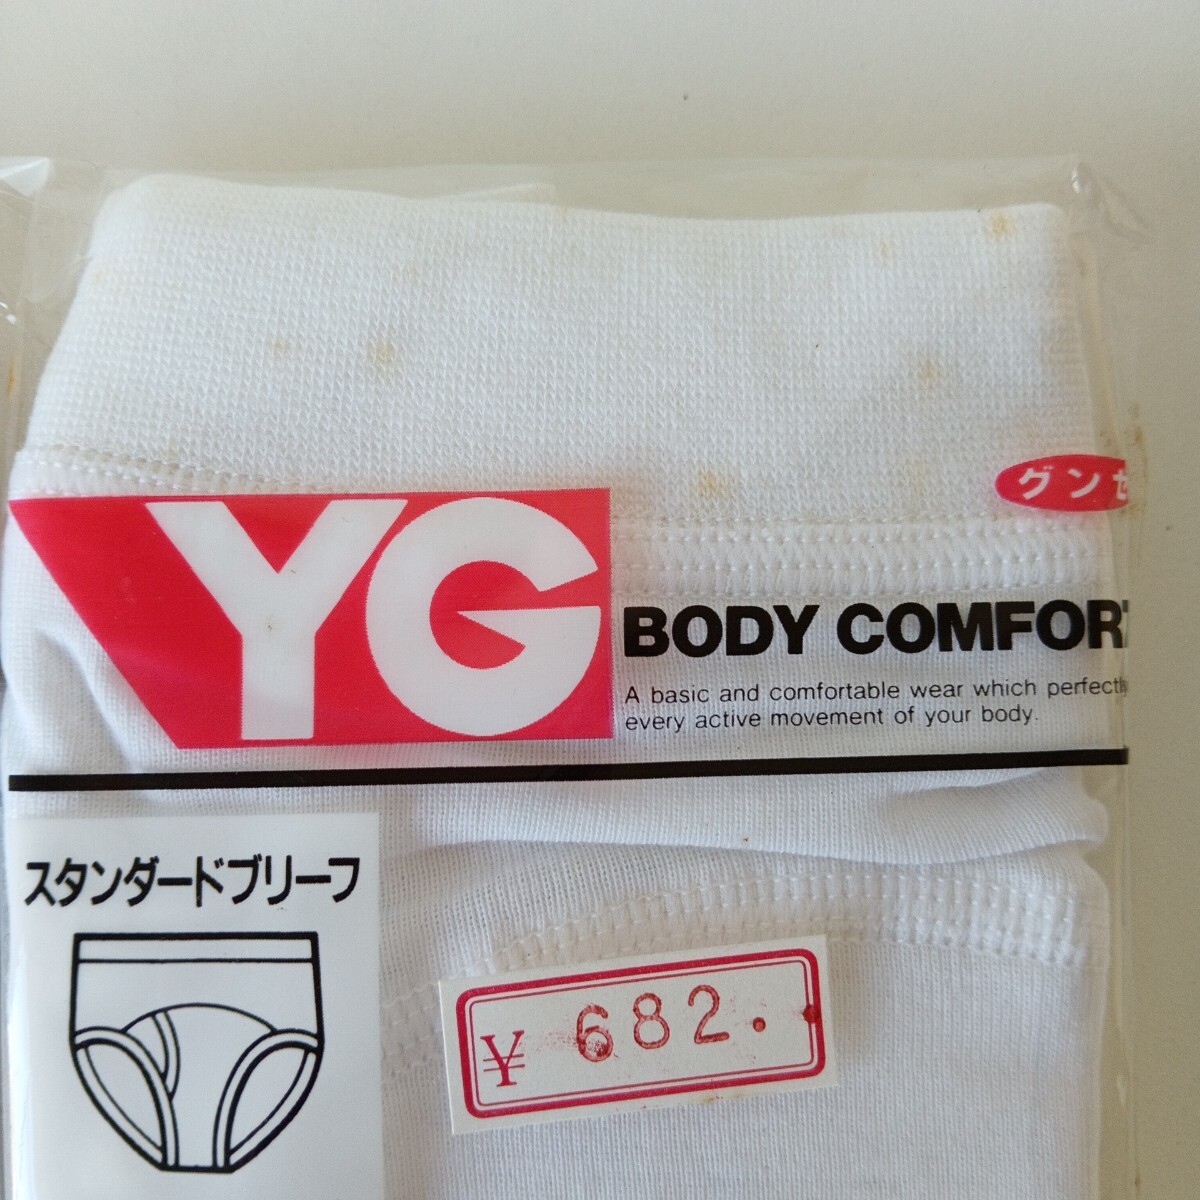 グンゼ
YG
BODY COMFORT
A basic and comfortable wear which perfectly
every active movement of your body.
スタンダードブリーフ
¥ 682.